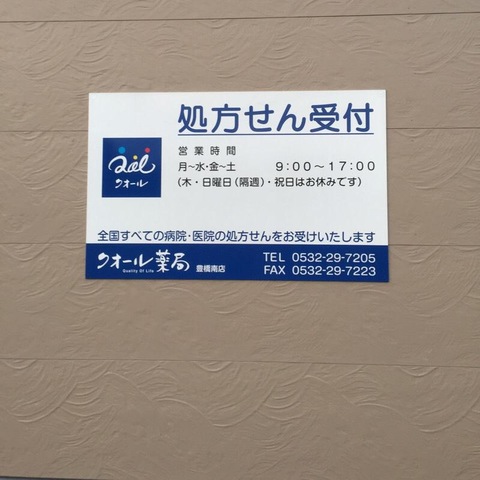 処方せん受付
営業時間
月~水・金~土 9:00~17:00
(木・日曜日(隔週)・祝日はお休みです)
Qol
クオール
全国すべての病院・医院の処方せんをお受けいたします
クオール薬局 豊橋南店
Quality Of Life
TEL 0532-29-7205
FAX 0532-29-7223